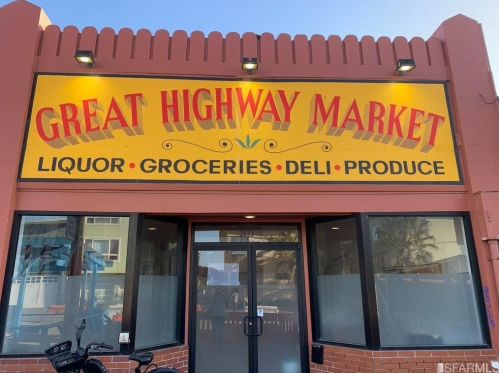 GREAT HIGHWAY MARKET
LIQUOR • GROCERIES • DELI • PRODUCE
SFARMLS